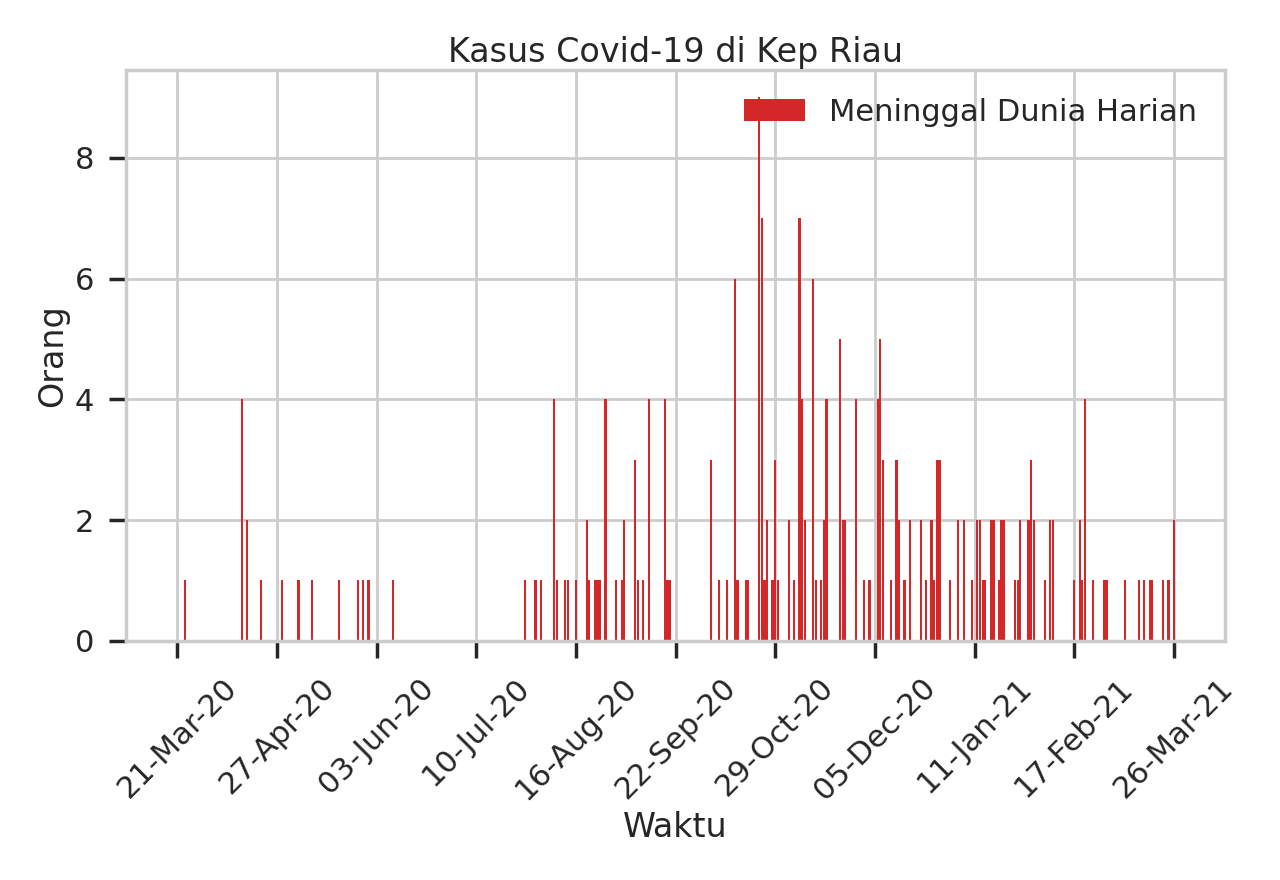 Kasus Covid-19 di Kep Riau
Meninggal Dunia Harian
Orang
8
6
4
2
0
21-Mar-20
27-Apr-20
03-Jun-20
10-Jul-20
16-Aug-20
22-Sep-20
29-Oct-20
05-Dec-20
11-Jan-21
17-Feb-21
26-Mar-21
Waktu